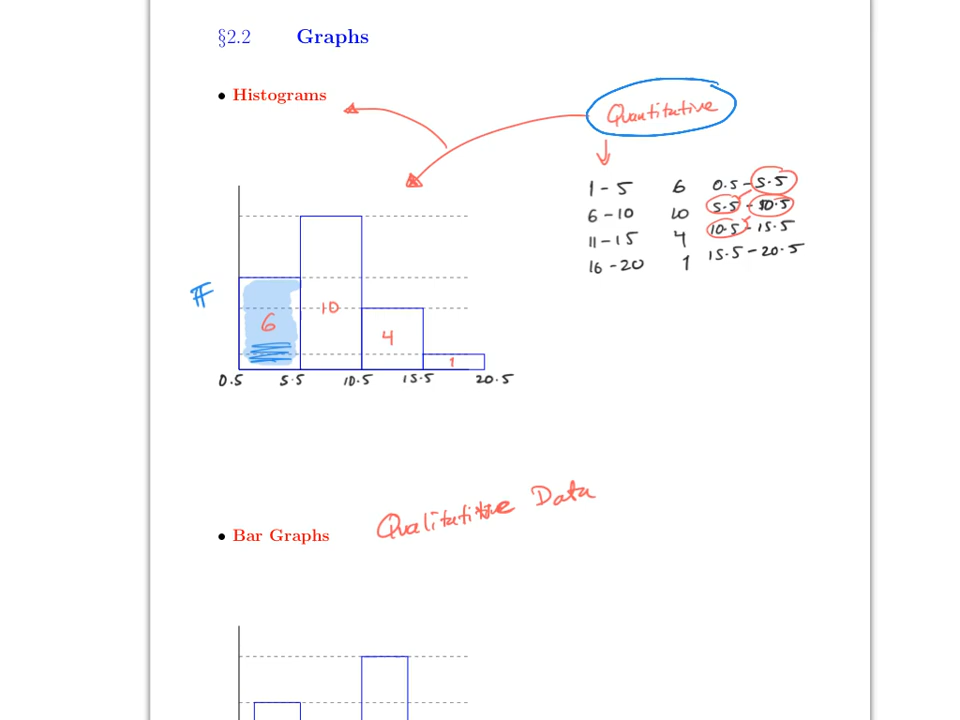 §2.2 Graphs
• Histograms
Quantitative
1 - 5 6 0.5 - 5.5
6 - 10 10 5.5 - 10.5
11 - 15 4 10.5 - 15.5
16 - 20 1 15.5 - 20.5
F
6
10
4
1
0.5 5.5 10.5 15.5 20.5
• Bar Graphs
Qualitative Data